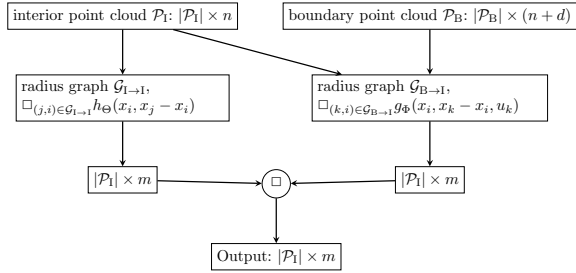 interior point cloud 𝒫_I: |𝒫_I| × n
boundary point cloud 𝒫_B: |𝒫_B| × (n + d)
radius graph 𝒢_{I→I},
□_{(j,i)∈𝒢_{I→I}} h_Θ(x_i, x_j − x_i)
radius graph 𝒢_{B→I},
□_{(k,i)∈𝒢_{B→I}} g_Φ(x_i, x_k − x_i, u_k)
|𝒫_I| × m
□
|𝒫_I| × m
Output: |𝒫_I| × m